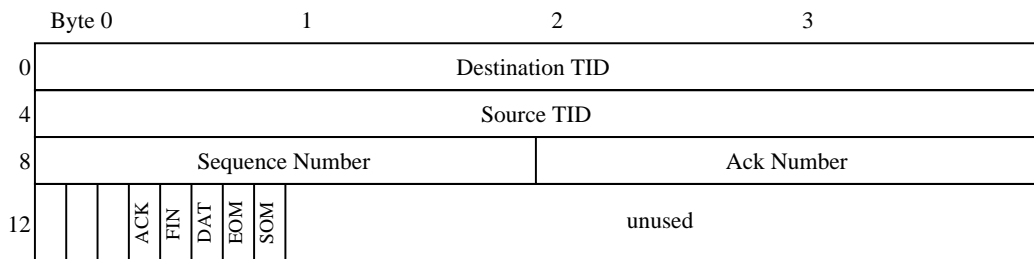 Byte 0 1 2 3
0 Destination TID
4 Source TID
8 Sequence Number Ack Number
12 ACK FIN DAT EOM SOM unused